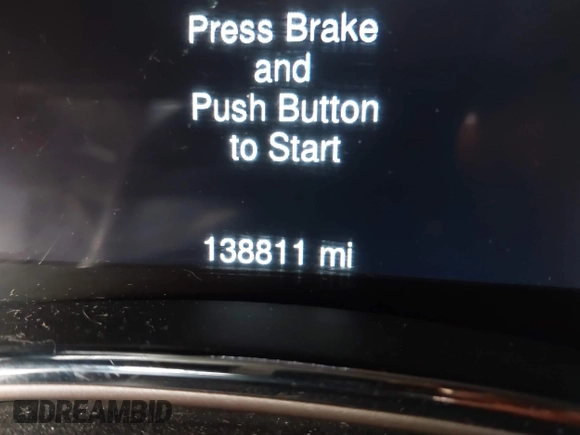 Press Brake
and
Push Button
to Start
138811 mi
DREAMBID